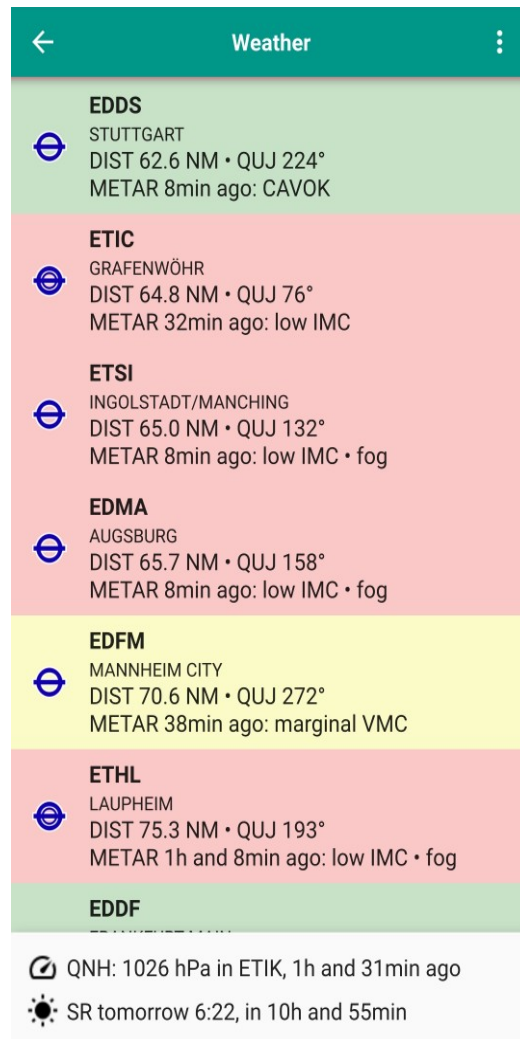 Weather
EDDS
STUTTGART
DIST 62.6 NM • QUJ 224°
METAR 8min ago: CAVOK
ETIC
GRAFENWÖHR
DIST 64.8 NM • QUJ 76°
METAR 32min ago: low IMC
ETSI
INGOLSTADT/MANCHING
DIST 65.0 NM • QUJ 132°
METAR 8min ago: low IMC • fog
EDMA
AUGSBURG
DIST 65.7 NM • QUJ 158°
METAR 8min ago: low IMC • fog
EDFM
MANNHEIM CITY
DIST 70.6 NM • QUJ 272°
METAR 38min ago: marginal VMC
ETHL
LAUPHEIM
DIST 75.3 NM • QUJ 193°
METAR 1h and 8min ago: low IMC • fog
EDDF
QNH: 1026 hPa in ETIK, 1h and 31min ago
SR tomorrow 6:22, in 10h and 55min